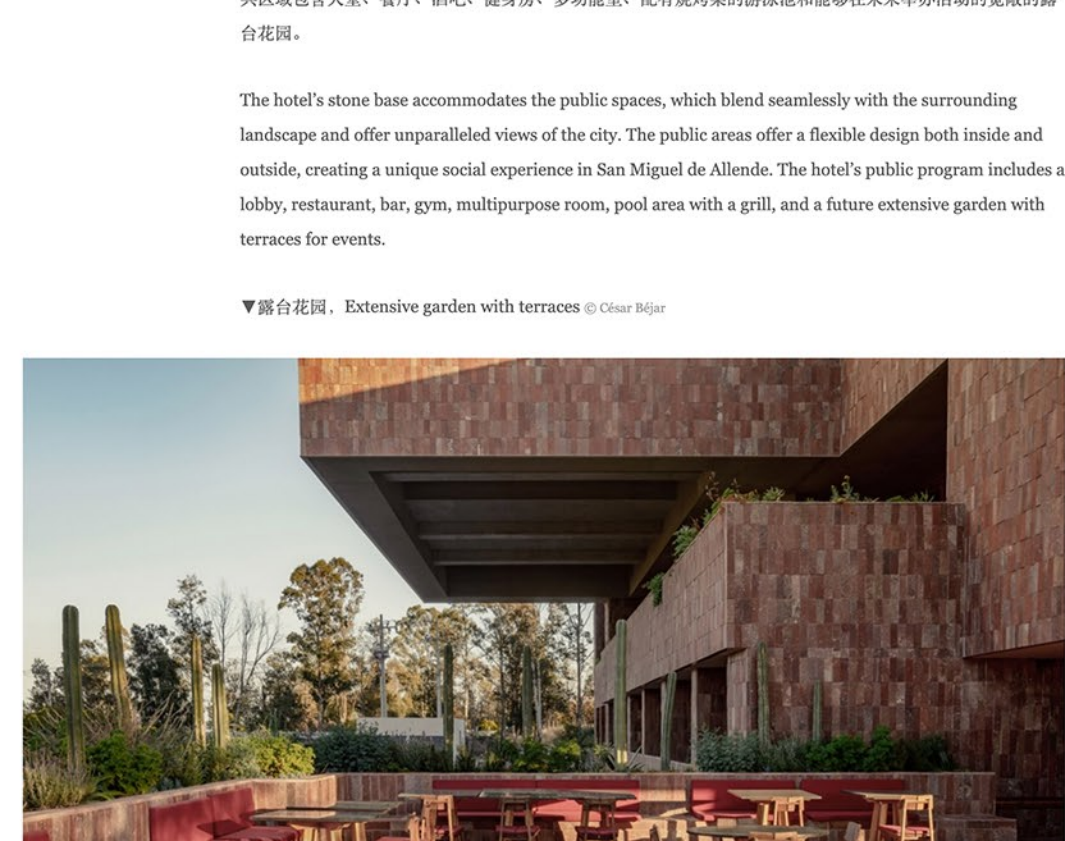 台花园。
The hotel’s stone base accommodates the public spaces, which blend seamlessly with the surrounding
landscape and offer unparalleled views of the city. The public areas offer a flexible design both inside and
outside, creating a unique social experience in San Miguel de Allende. The hotel’s public program includes a
lobby, restaurant, bar, gym, multipurpose room, pool area with a grill, and a future extensive garden with
terraces for events.
▼露台花园，Extensive garden with terraces © César Béjar